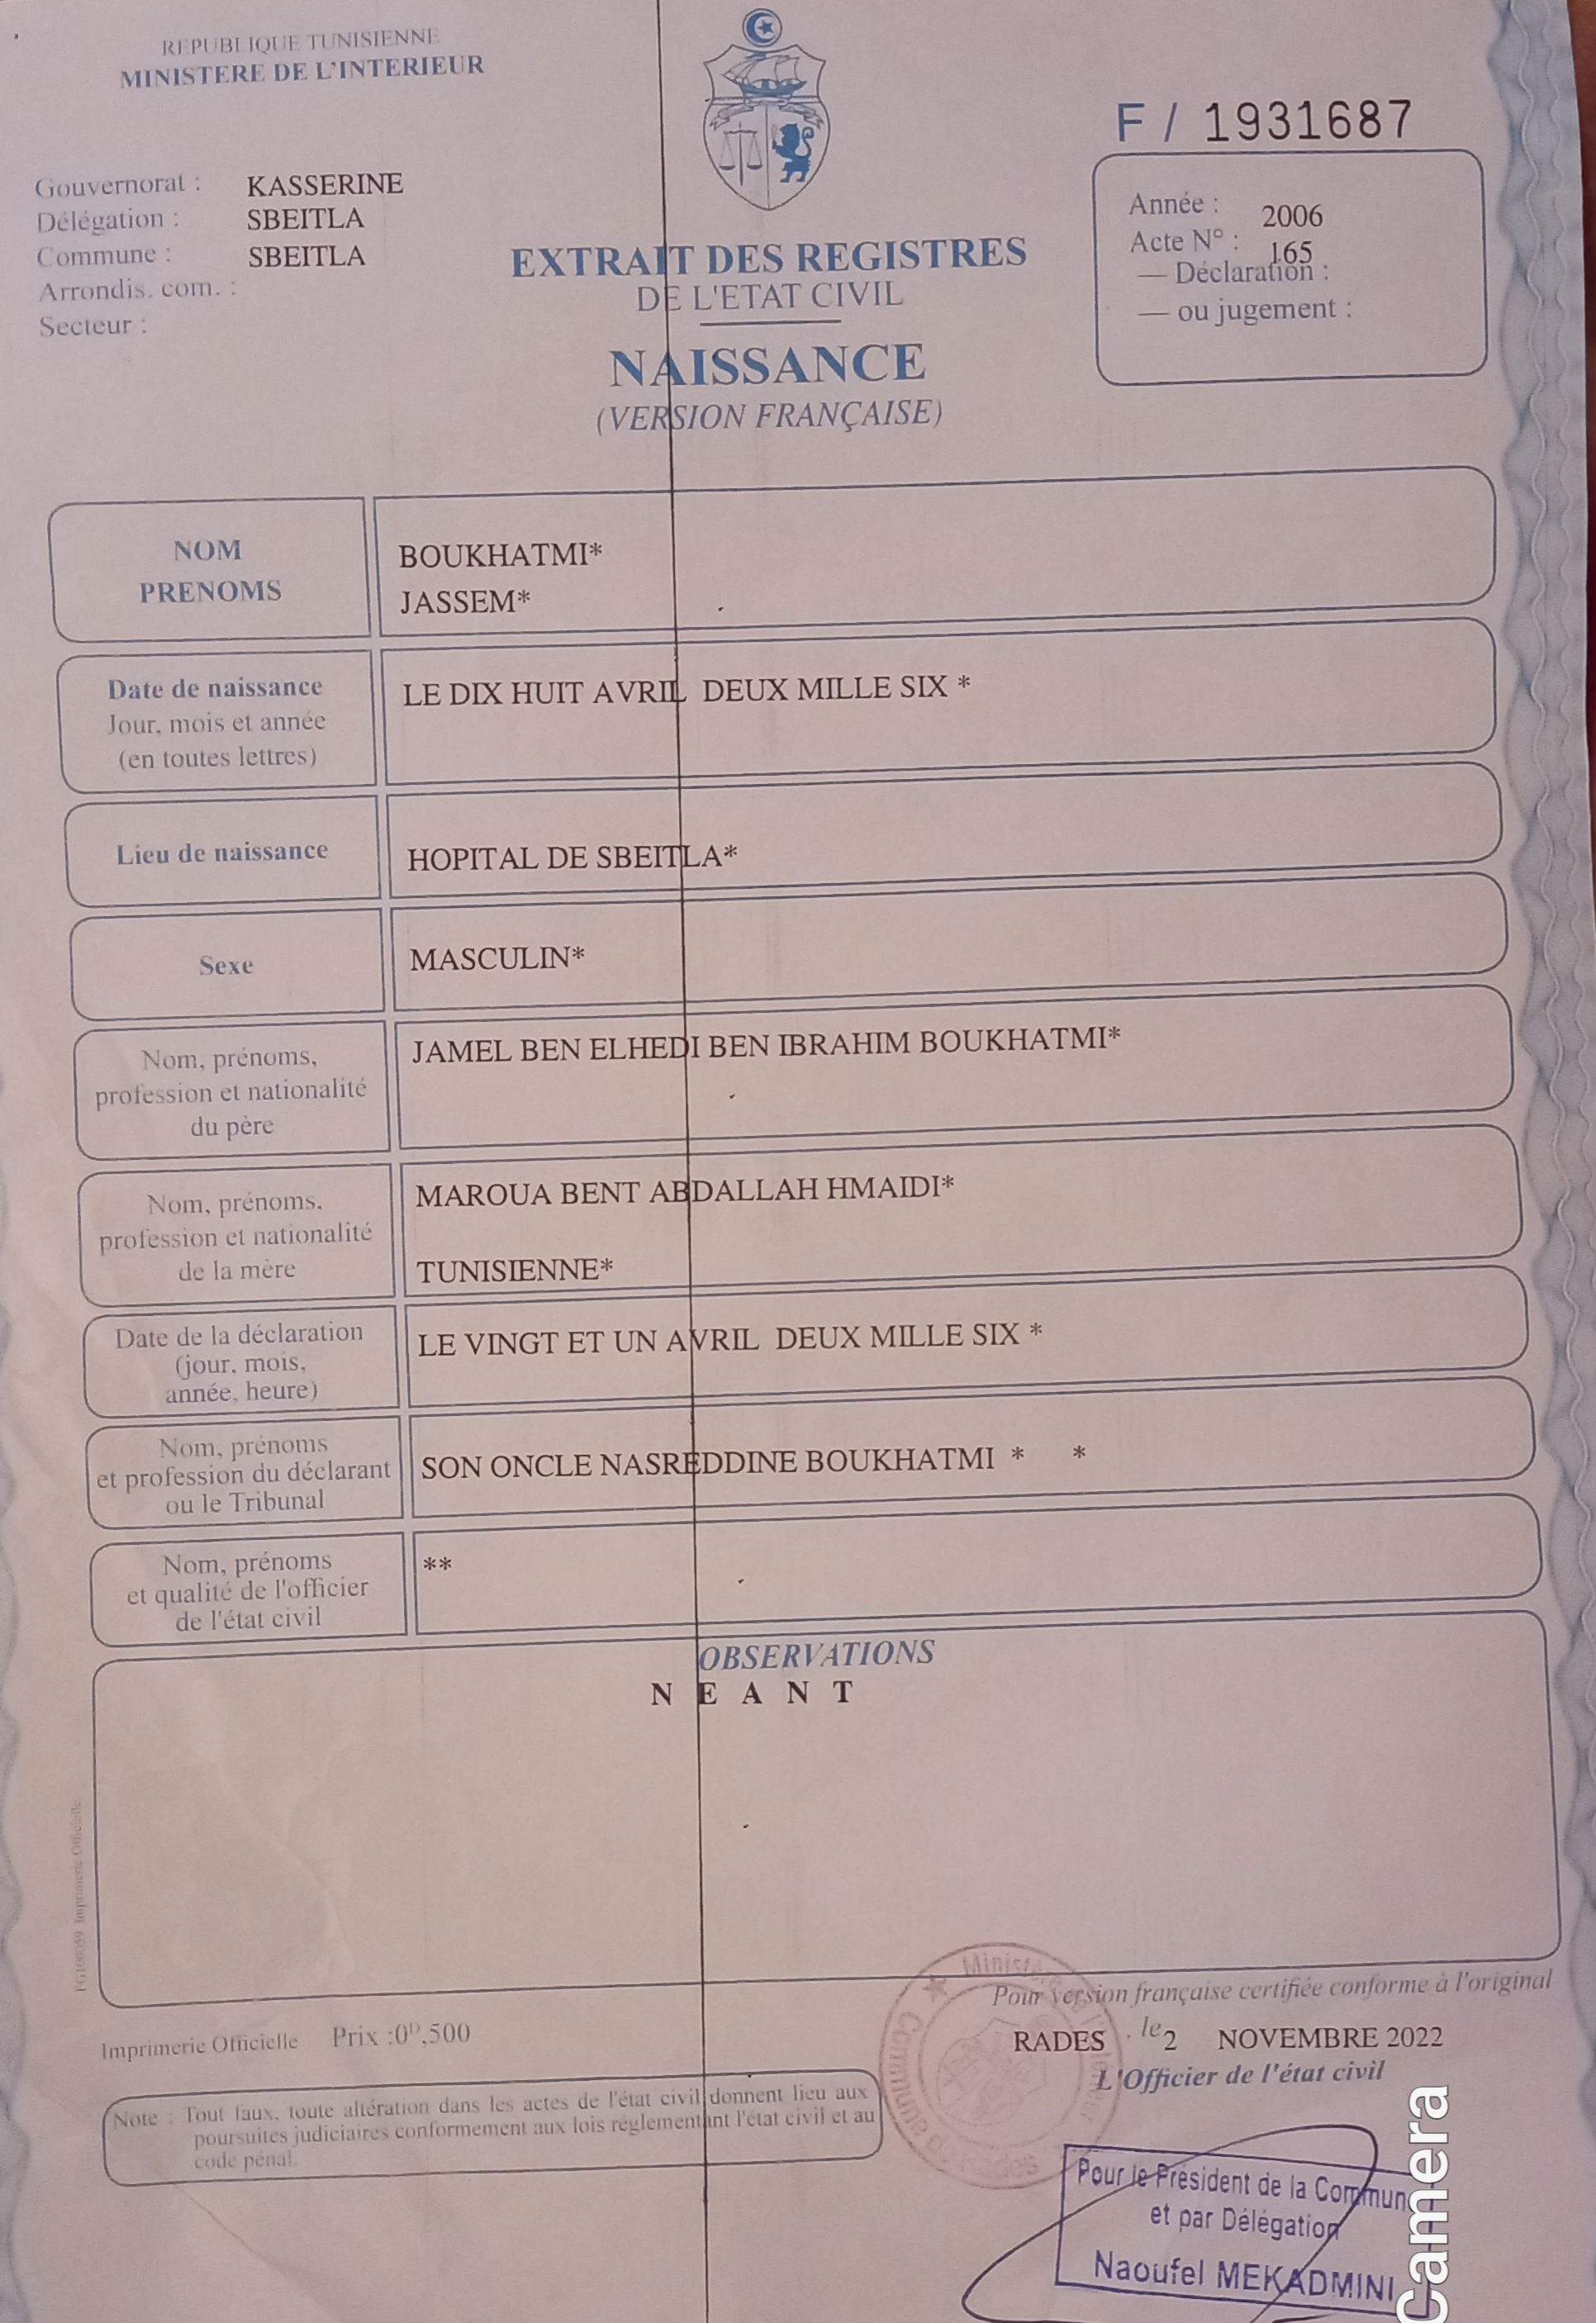 REPUBLIQUE TUNISIENNE
MINISTERE DE L'INTERIEUR
F / 1931687
Gouvernorat : KASSERINE
Délégation : SBEITLA
Commune : SBEITLA
Arrondis. com. :
Secteur :
Année : 2006
Acte N° : 165
— Déclaration :
— ou jugement :
EXTRAIT DES REGISTRES
DE L'ETAT CIVIL
NAISSANCE
(VERSION FRANÇAISE)
NOM
PRENOMS
BOUKHATMI*
JASSEM*
Date de naissance
Jour, mois et année
(en toutes lettres)
LE DIX HUIT AVRIL DEUX MILLE SIX *
Lieu de naissance
HOPITAL DE SBEITLA*
Sexe
MASCULIN*
Nom, prénoms,
profession et nationalité
du père
JAMEL BEN ELHEDI BEN IBRAHIM BOUKHATMI*
Nom, prénoms,
profession et nationalité
de la mère
MAROUA BENT ABDALLAH HMAIDI*
TUNISIENNE*
Date de la déclaration
(jour, mois,
année, heure)
LE VINGT ET UN AVRIL DEUX MILLE SIX *
Nom, prénoms
et profession du déclarant
ou le Tribunal
SON ONCLE NASREDDINE BOUKHATMI * *
Nom, prénoms
et qualité de l'officier
de l'état civil
**
OBSERVATIONS
N E A N T
Imprimerie Officielle
Pour version française certifiée conforme à l'original
Imprimerie Officielle Prix :0ᴰ,500
RADES , le 2 NOVEMBRE 2022
L'Officier de l'état civil
Note : Tout faux, toute altération dans les actes de l'état civil donnent lieu aux
poursuites judiciaires conformement aux lois réglementant l'état civil et au
code pénal.
Ministère
Commune
Rades
Pour le Président de la Commun
et par Délégation
Naoufel MEKADMINI
Camera